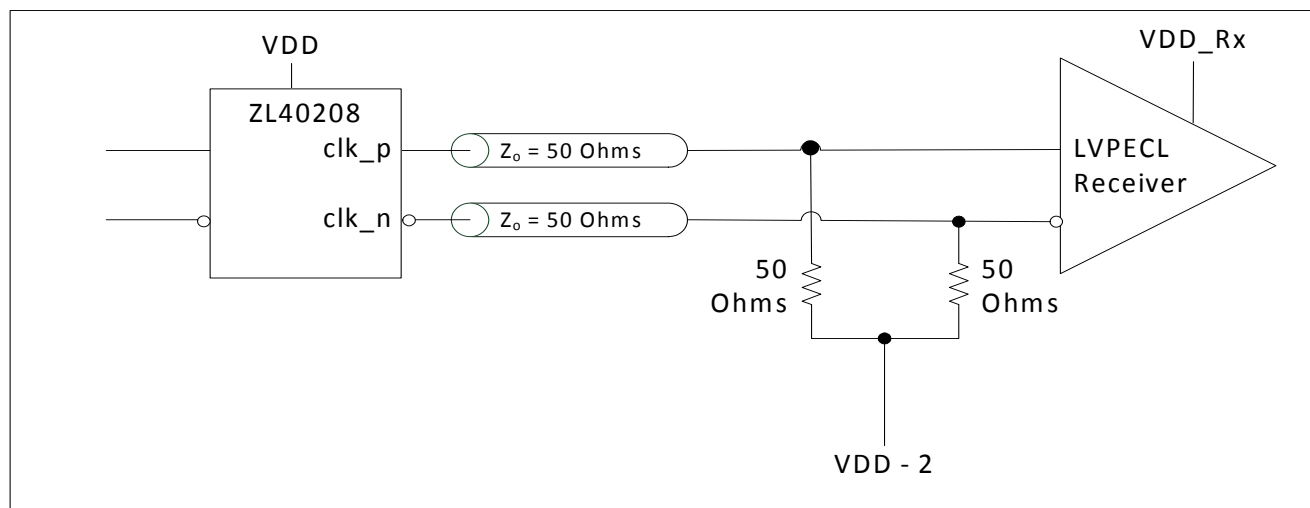 VDD
VDD_Rx
ZL40208
clk_p
Zₒ = 50 Ohms
LVPECL
Receiver
clk_n
Zₒ = 50 Ohms
50
Ohms
50
Ohms
VDD - 2